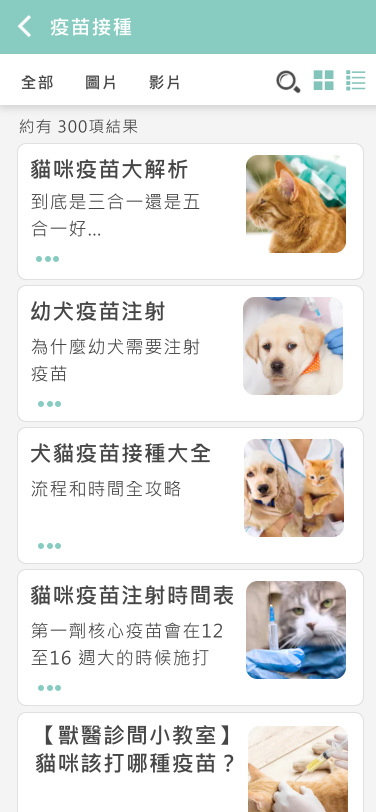 疫苗接種
全部 圖片 影片
約有 300項結果
貓咪疫苗大解析
到底是三合一還是五
合一好...
幼犬疫苗注射
為什麼幼犬需要注射
疫苗
犬貓疫苗接種大全
流程和時間全攻略
貓咪疫苗注射時間表
第一劑核心疫苗會在12
至16 週大的時候施打
【獸醫診間小教室】
貓咪該打哪種疫苗？